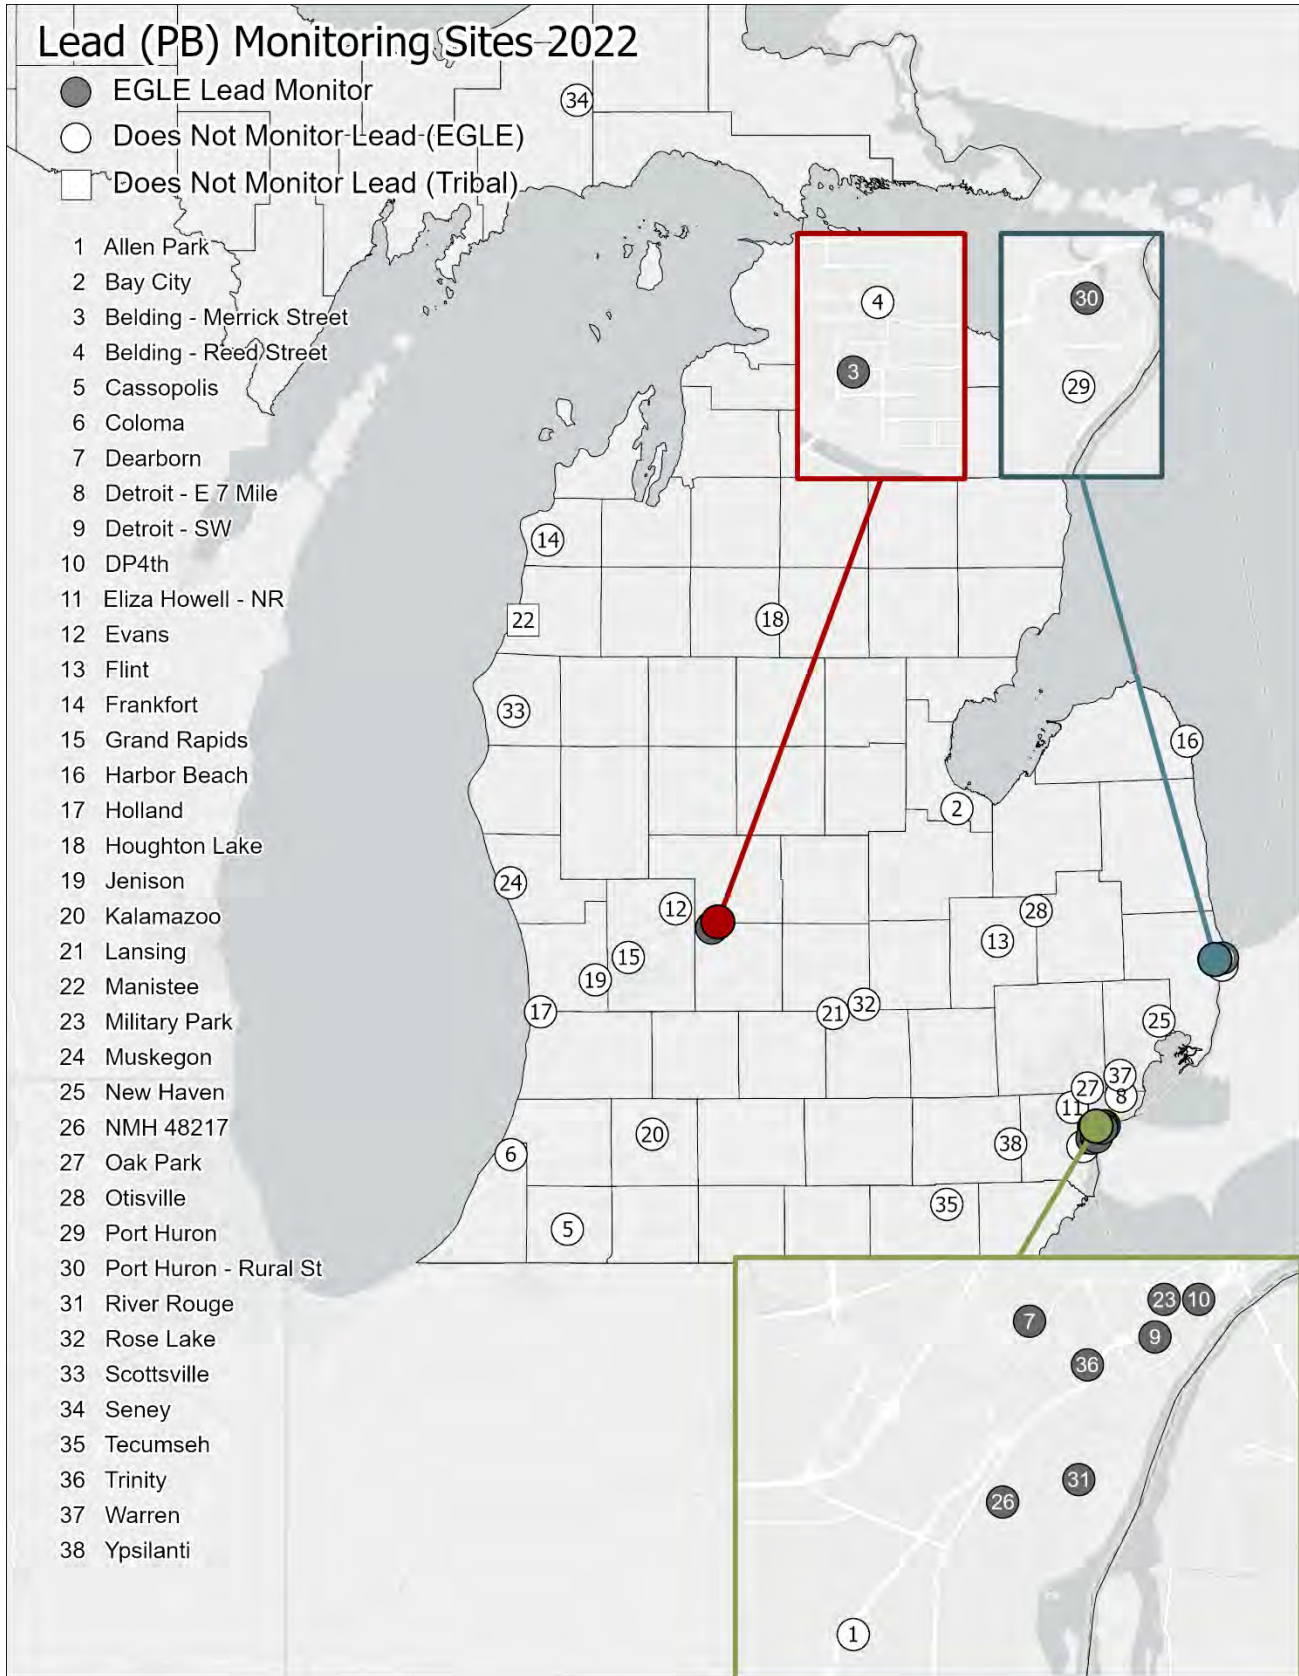 Lead (PB) Monitoring Sites 2022
EGLE Lead Monitor
Does Not Monitor Lead (EGLE)
Does Not Monitor Lead (Tribal)
1 Allen Park
2 Bay City
3 Belding - Merrick Street
4 Belding - Reed Street
5 Cassopolis
6 Coloma
7 Dearborn
8 Detroit - E 7 Mile
9 Detroit - SW
10 DP4th
11 Eliza Howell - NR
12 Evans
13 Flint
14 Frankfort
15 Grand Rapids
16 Harbor Beach
17 Holland
18 Houghton Lake
19 Jenison
20 Kalamazoo
21 Lansing
22 Manistee
23 Military Park
24 Muskegon
25 New Haven
26 NMH 48217
27 Oak Park
28 Otisville
29 Port Huron
30 Port Huron - Rural St
31 River Rouge
32 Rose Lake
33 Scottsville
34 Seney
35 Tecumseh
36 Trinity
37 Warren
38 Ypsilanti
34
4
30
3
29
14
22
18
33
16
2
24
12
28
13
15
19
17
21
32
25
37
27
8
11
20
38
6
35
5
23
10
7
9
36
31
26
1